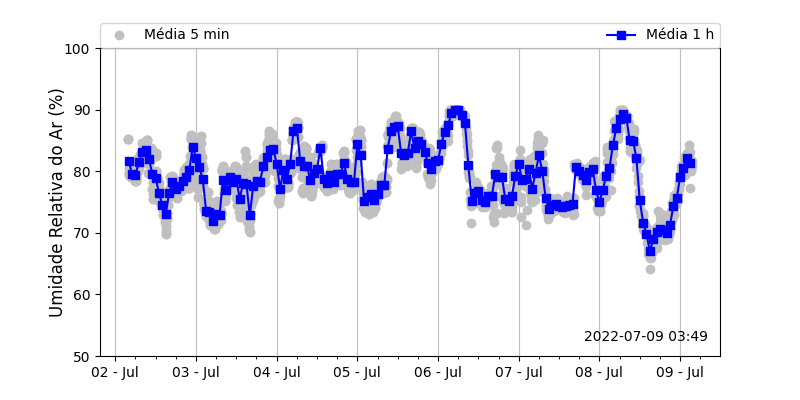 Média 5 min
Média 1 h
Umidade Relativa do Ar (%)
100
90
80
70
60
50
2022-07-09 03:49
02 - Jul
03 - Jul
04 - Jul
05 - Jul
06 - Jul
07 - Jul
08 - Jul
09 - Jul